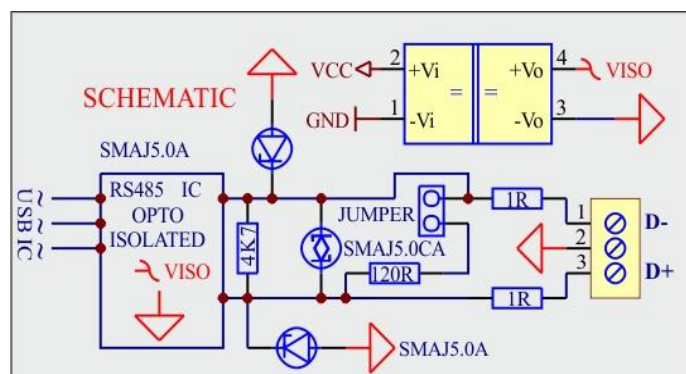 2
+Vi
+Vo
4
VCC
VISO
SCHEMATIC
1
= =
3
GND
-Vi
-Vo
SMAJ5.0A
RS485 IC
OPTO
ISOLATED
USB IC
~
~
~
VISO
4K7
JUMPER
SMAJ5.0CA
120R
1R
1
D-
2
3
D+
1R
SMAJ5.0A